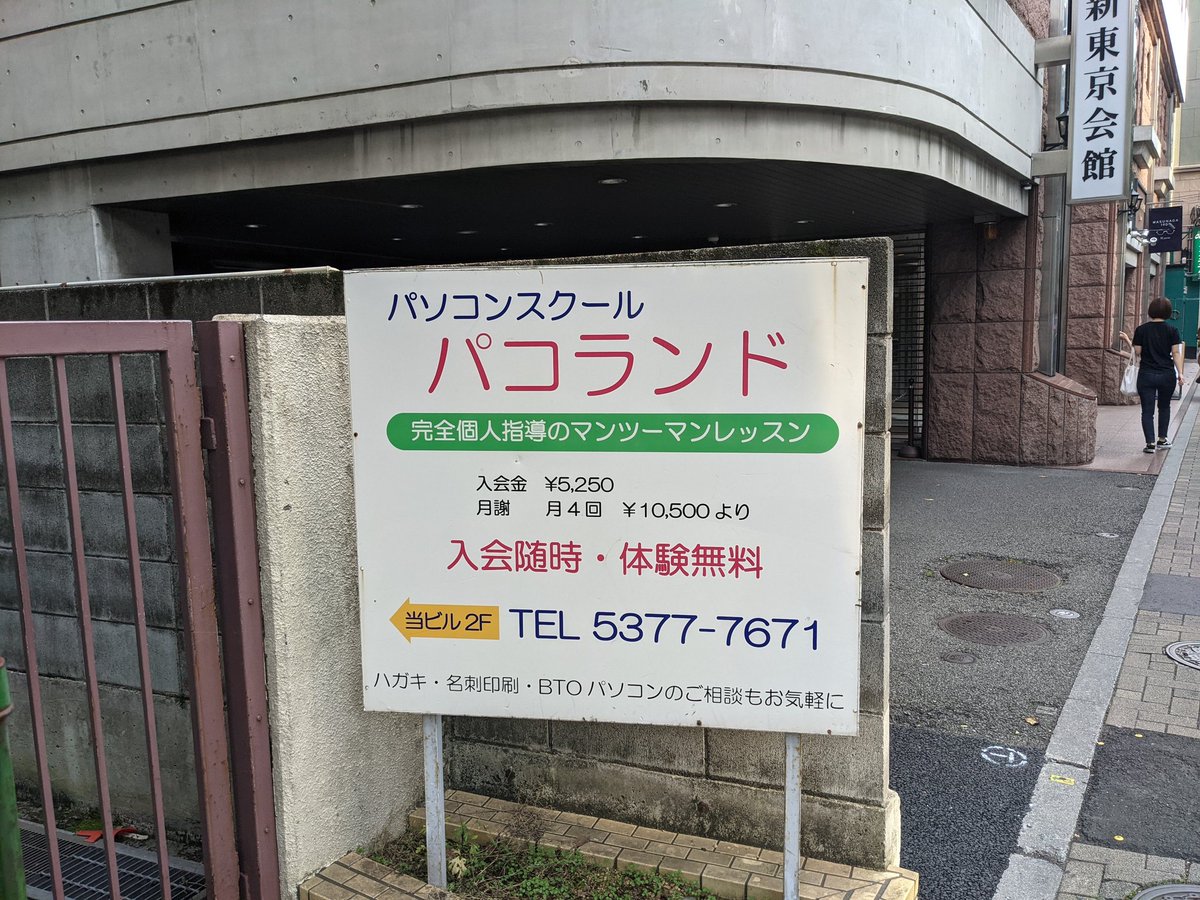 パソコンスクール
パコランド
完全個人指導のマンツーマンレッスン
入会金 ¥5,250
月謝 月4回 ¥10,500より
入会随時・体験無料
当ビル2F TEL 5377-7671
ハガキ・名刺印刷・BTOパソコンのご相談もお気軽に
新東京会館